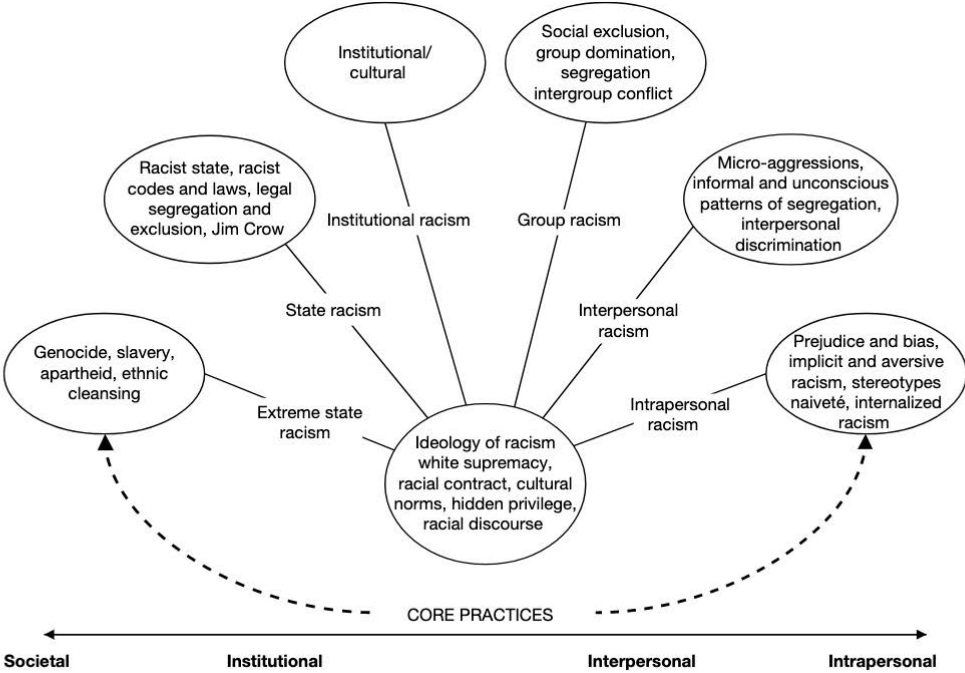 Institutional/
cultural
Social exclusion,
group domination,
segregation
intergroup conflict
Racist state, racist
codes and laws, legal
segregation and
exclusion, Jim Crow
Micro-aggressions,
informal and unconscious
patterns of segregation,
interpersonal
discrimination
Institutional racism
Group racism
State racism
Interpersonal
racism
Genocide, slavery,
apartheid, ethnic
cleansing
Prejudice and bias,
implicit and aversive
racism, stereotypes
naiveté, internalized
racism
Extreme state
racism
Intrapersonal
racism
Ideology of racism
white supremacy,
racial contract, cultural
norms, hidden privilege,
racial discourse
CORE PRACTICES
Societal
Institutional
Interpersonal
Intrapersonal